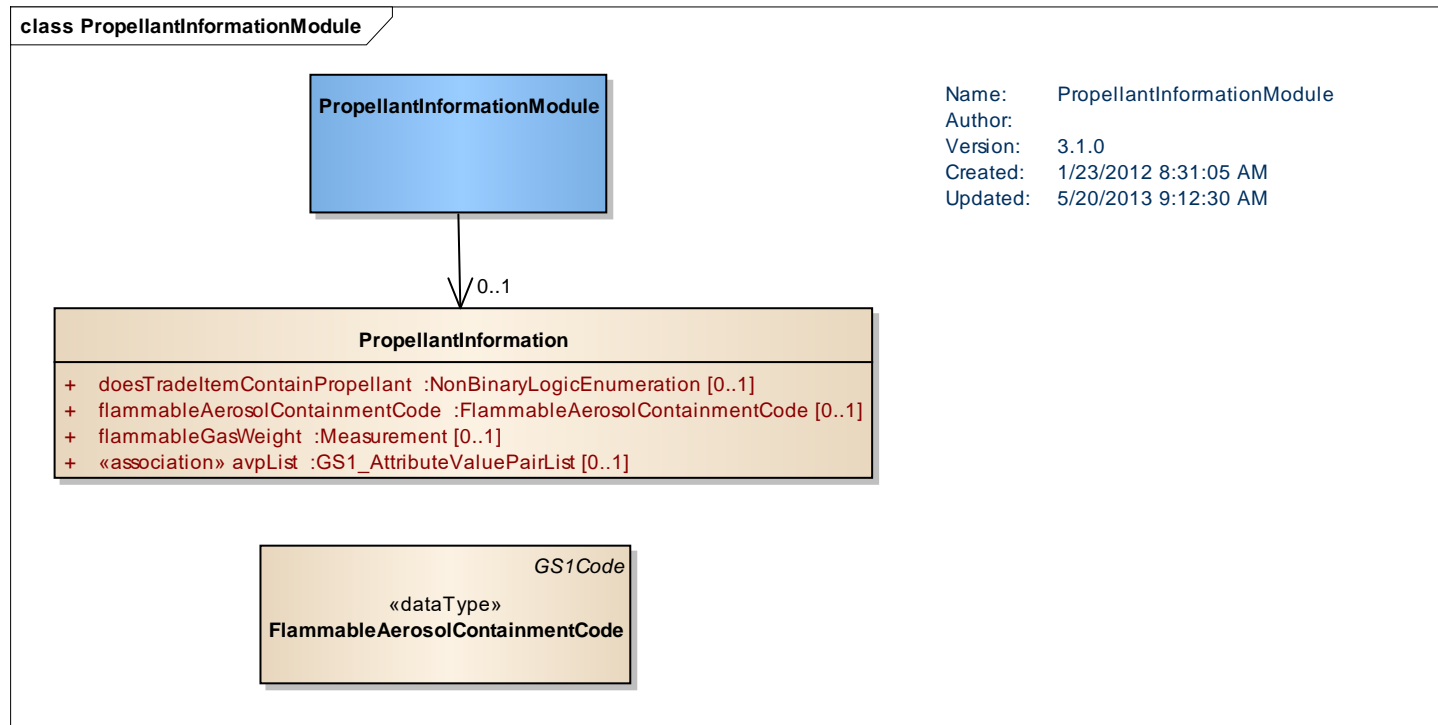 class PropellantInformationModule
PropellantInformationModule
Name: PropellantInformationModule
Author:
Version: 3.1.0
Created: 1/23/2012 8:31:05 AM
Updated: 5/20/2013 9:12:30 AM
0..1
PropellantInformation
+ doesTradeItemContainPropellant :NonBinaryLogicEnumeration [0..1]
+ flammableAerosolContainmentCode :FlammableAerosolContainmentCode [0..1]
+ flammableGasWeight :Measurement [0..1]
+ «association» avpList :GS1_AttributeValuePairList [0..1]
GS1Code
«dataType»
FlammableAerosolContainmentCode